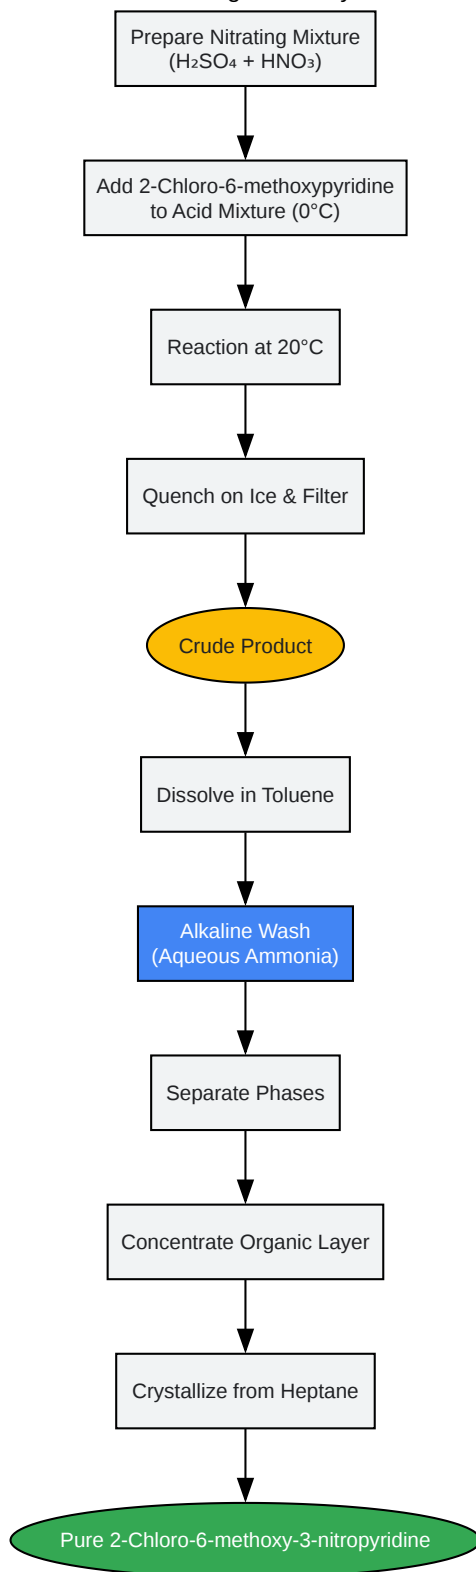 Prepare Nitrating Mixture
(H₂SO₄ + HNO₃)
Add 2-Chloro-6-methoxypyridine
to Acid Mixture (0°C)
Reaction at 20°C
Quench on Ice & Filter
Crude Product
Dissolve in Toluene
Alkaline Wash
(Aqueous Ammonia)
Separate Phases
Concentrate Organic Layer
Crystallize from Heptane
Pure 2-Chloro-6-methoxy-3-nitropyridine